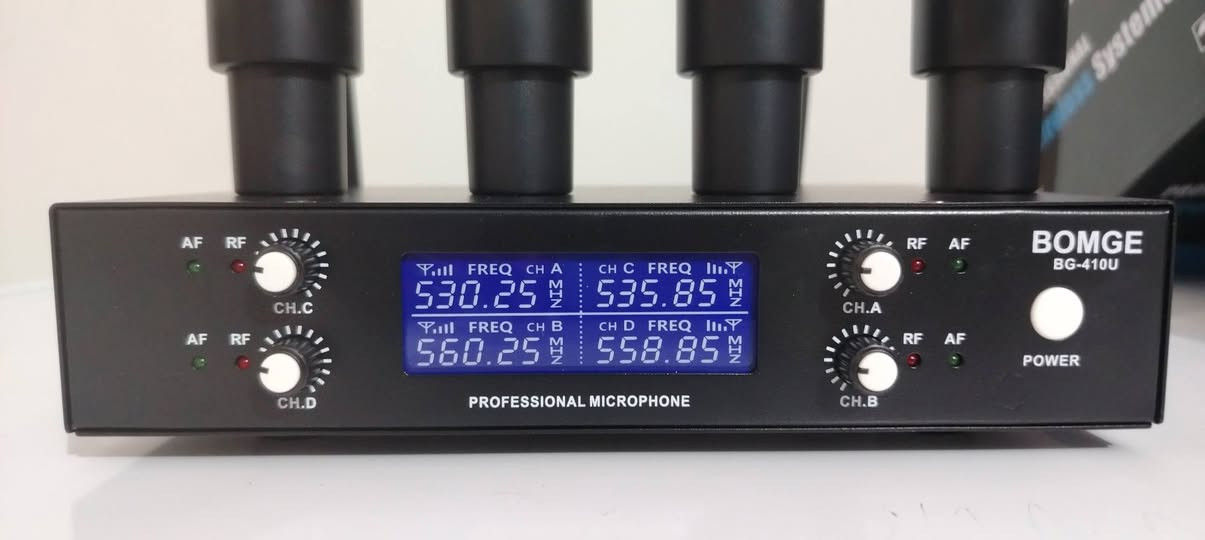 Systems
AF RF
CH.C
AF RF
CH.D
FREQ CH A
530.25 MHZ
CH C FREQ
535.85 MHZ
FREQ CH B
560.25 MHZ
CH D FREQ
558.85 MHZ
PROFESSIONAL MICROPHONE
RF AF
CH.A
RF AF
CH.B
BOMGE
BG-410U
POWER